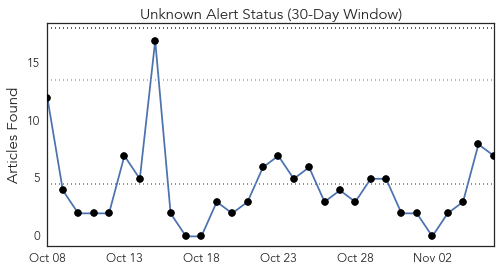 Unknown Alert Status (30-Day Window)
Articles Found
15
10
5
0
Oct 08 Oct 13 Oct 18 Oct 23 Oct 28 Nov 02